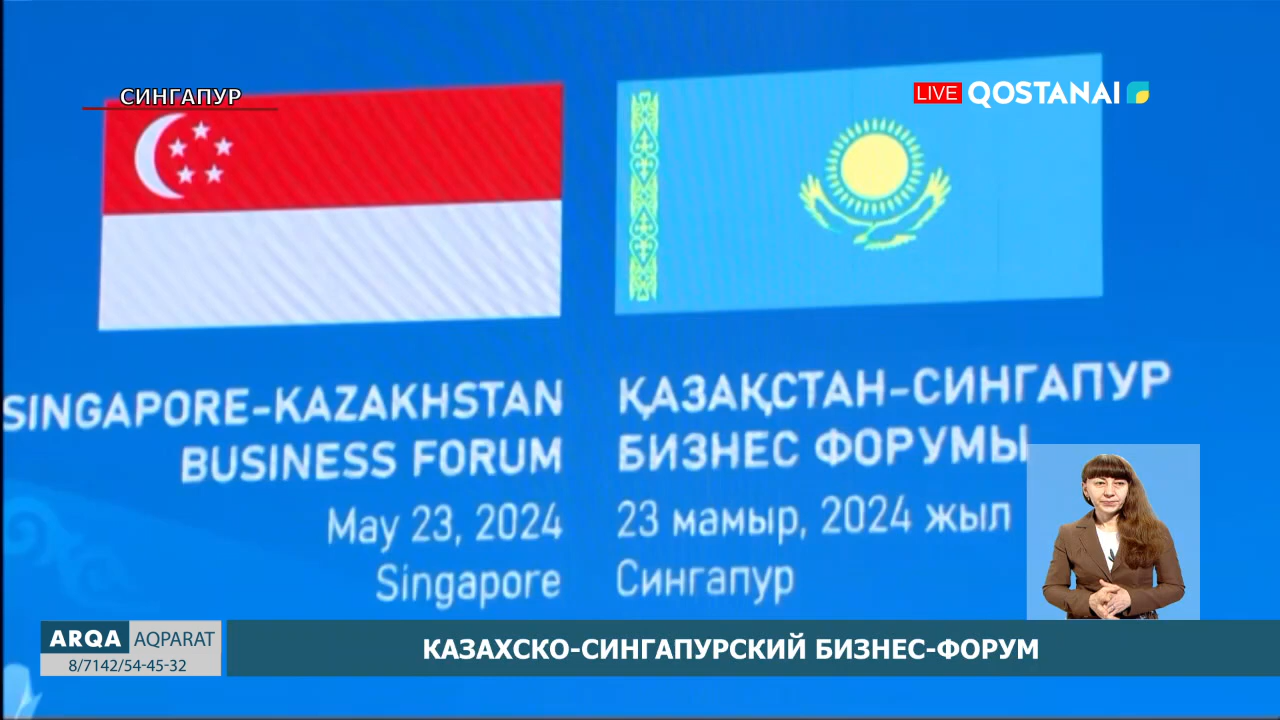 СИНГАПУР
LIVE QOSTANAI
SINGAPORE-KAZAKHSTAN
BUSINESS FORUM
May 23, 2024
Singapore
ҚАЗАҚСТАН-СИНГАПУР
БИЗНЕС ФОРУМЫ
23 мамыр, 2024 жыл
Сингапур
ARQA AQPARAT
8/7142/54-45-32
КАЗАХСКО-СИНГАПУРСКИЙ БИЗНЕС-ФОРУМ